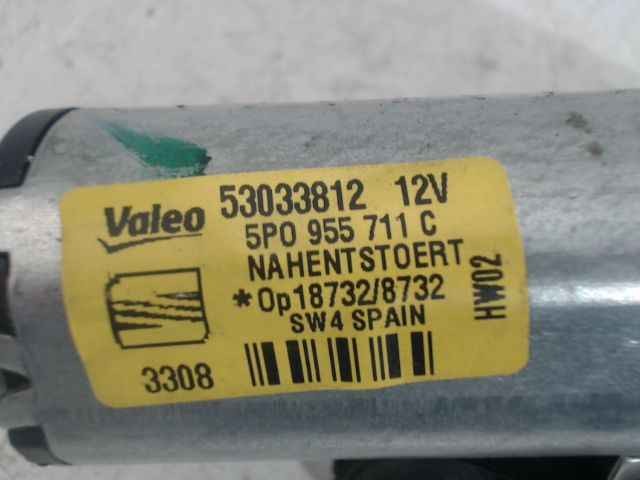 Valeo 53033812 12V
5P0 955 711 C
NAHENTSTOERT
*Op18732/8732
SW4 SPAIN
HW02
3308